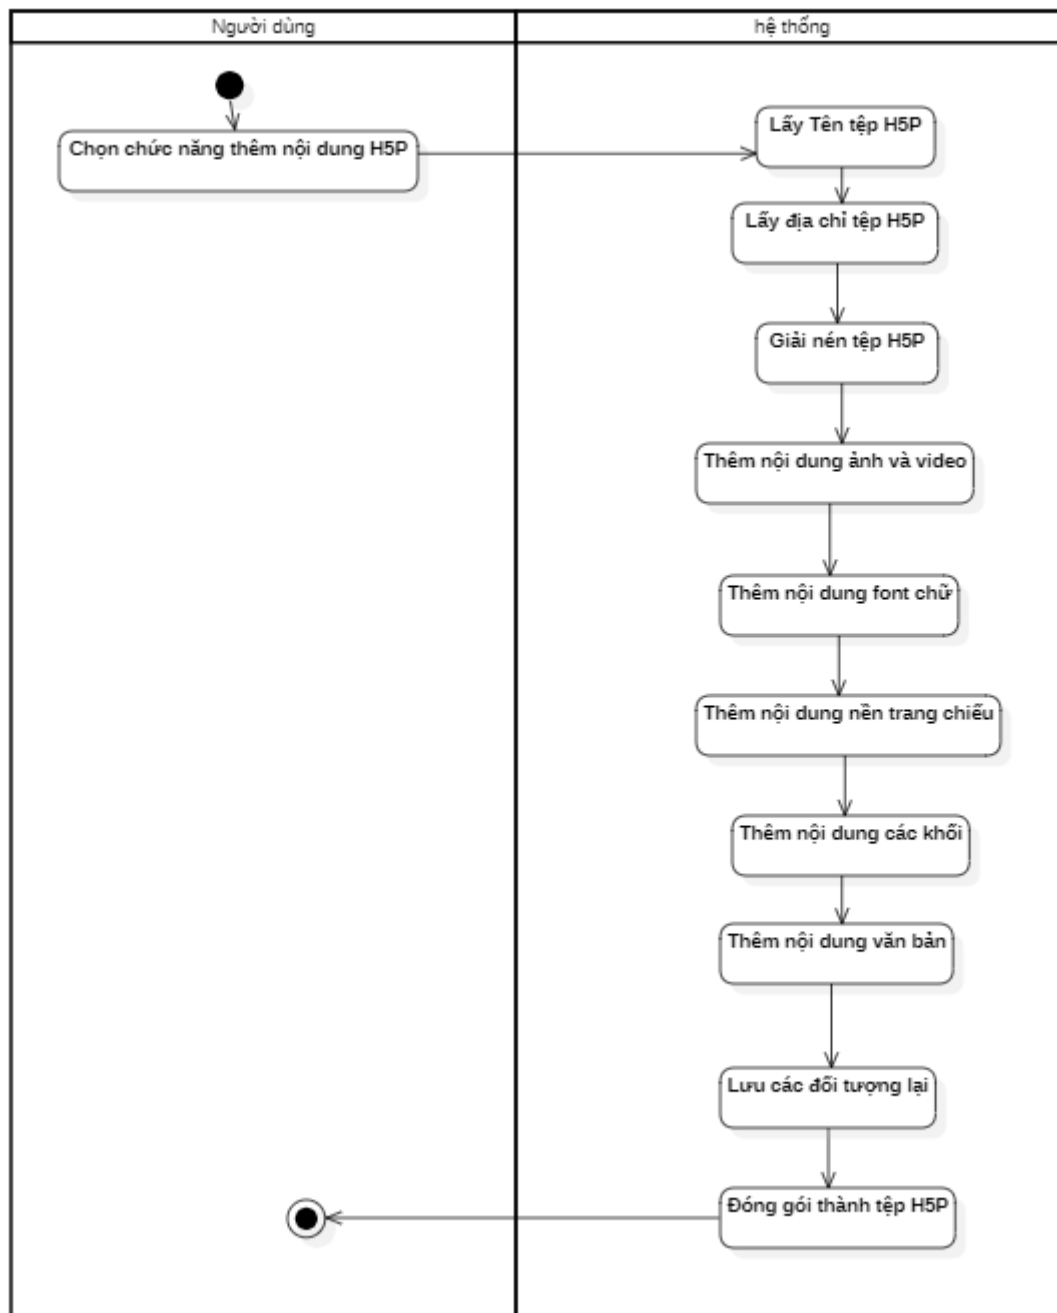 Người dùng
hệ thống
Chọn chức năng thêm nội dung H5P
Lấy Tên tệp H5P
Lấy địa chỉ tệp H5P
Giải nén tệp H5P
Thêm nội dung ảnh và video
Thêm nội dung font chữ
Thêm nội dung nền trang chiếu
Thêm nội dung các khối
Thêm nội dung văn bản
Lưu các đối tượng lại
Đóng gói thành tệp H5P